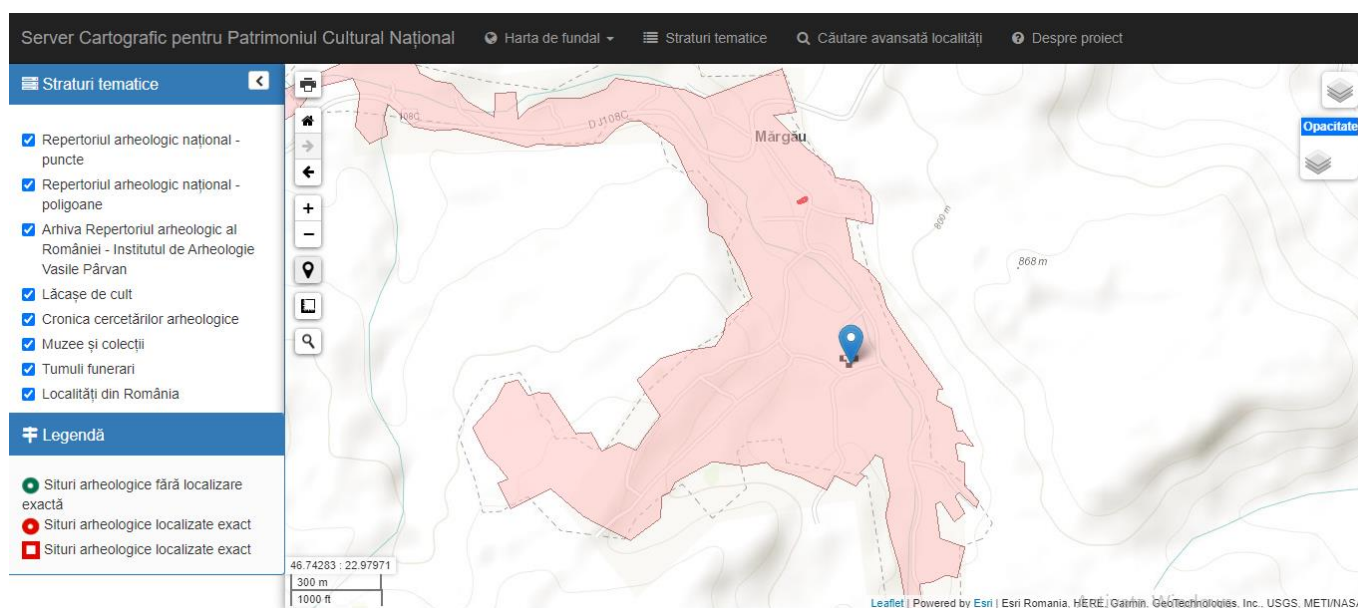 Server Cartografic pentru Patrimoniul Cultural Național
Harta de fundal
Straturi tematice
Căutare avansată localități
Despre proiect
Straturi tematice
Repertoriul arheologic național -
puncte
Repertoriul arheologic național -
poligoane
Arhiva Repertoriul arheologic al
României - Institutul de Arheologie
Vasile Pârvan
Lăcașe de cult
Cronica cercetărilor arheologice
Muzee și colecții
Tumuli funerari
Localități din România
Legendă
Situri arheologice fără localizare
exactă
Situri arheologice localizate exact
Situri arheologice localizate exact
108C
DJ108C
Mărgău
800 m
868 m
Opacitate
46.74283 : 22.97971
300 m
1000 ft
Leaflet | Powered by Esri | Esri Romania, HERE, Garmin, GeoTechnologies, Inc., USGS, METI/NASA